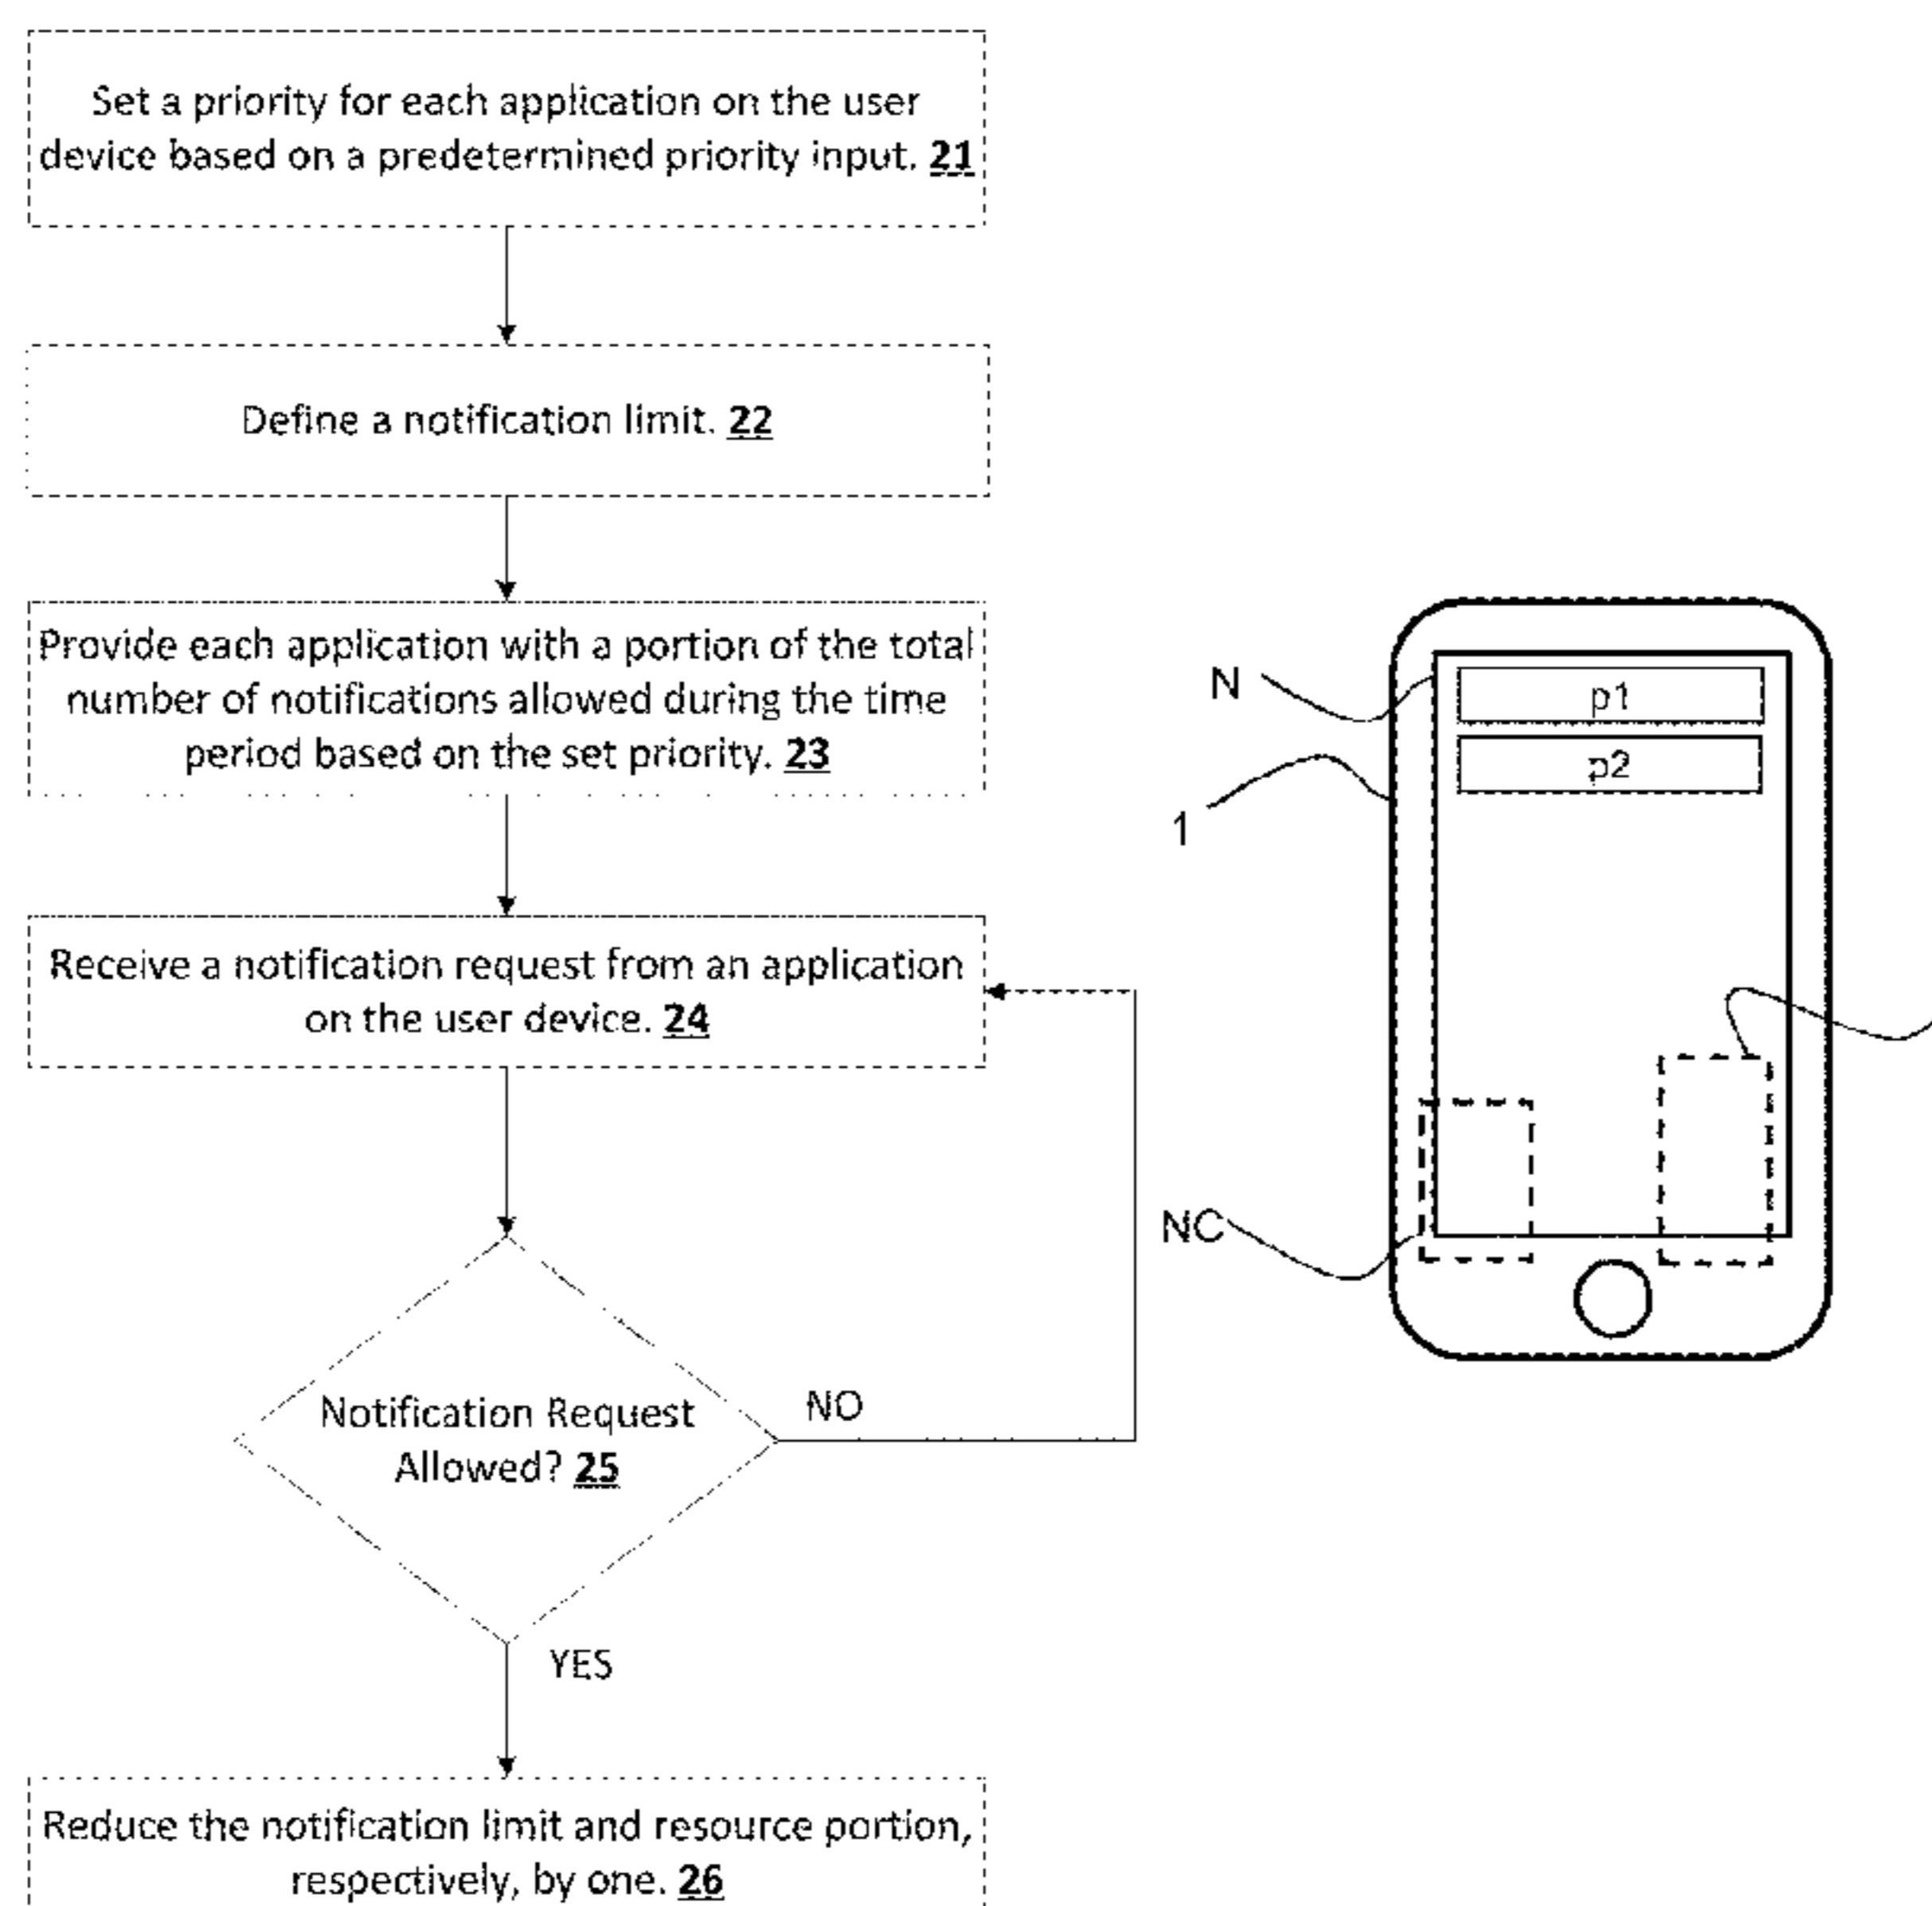 Set a priority for each application on the user
device based on a predetermined priority input. 21
Define a notification limit. 22
Provide each application with a portion of the total
number of notifications allowed during the time
period based on the set priority. 23
Receive a notification request from an application
on the user device. 24
Notification Request
Allowed? 25
NO
YES
Reduce the notification limit and resource portion,
respectively, by one. 26
N
p1
p2
1
NC